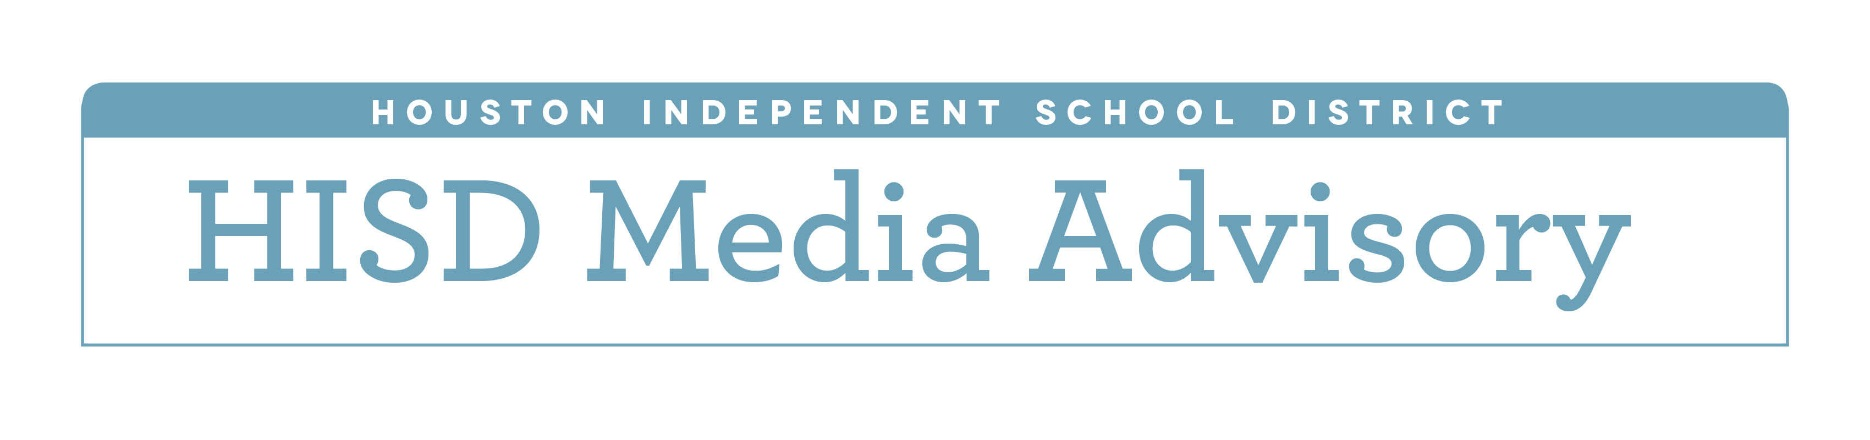 HOUSTON INDEPENDENT SCHOOL DISTRICT
HISD Media Advisory